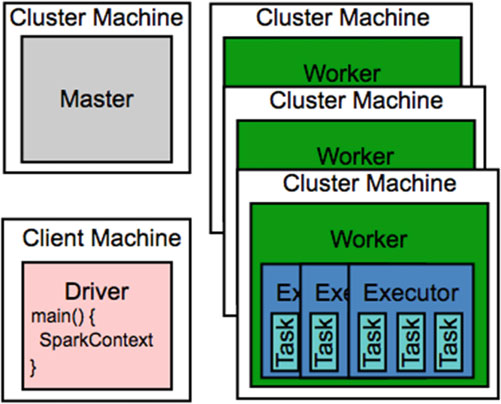 Cluster Machine
Master
Client Machine
Driver
main() {
SparkContext
}
Cluster Machine
Worker
Cluster Machine
Worker
Cluster Machine
Worker
Ex
Exe
Executor
Task
Task
Task
Task
Task